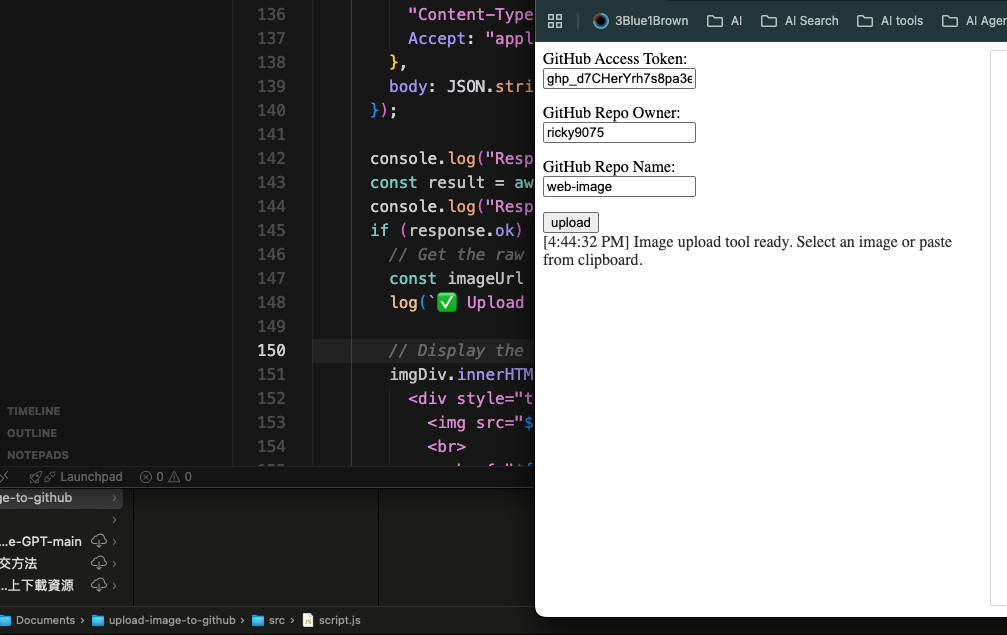 136 "Content-Type
137 Accept: "appl
138 },
139 body: JSON.stri
140 });
141
142 console.log("Resp
143 const result = aw
144 console.log("Resp
145 if (response.ok)
146 // Get the raw
147 const imageUrl
148 log(`✅ Upload
149
150 // Display the
151 imgDiv.innerHTM
152 <div style="t
153 <img src="$
154 <br>
TIMELINE
OUTLINE
NOTEPADS
Launchpad 0 0
ge-to-github
...e-GPT-main
交方法
...上下載資源
Documents › upload-image-to-github › src › script.js
3Blue1Brown AI AI Search AI tools AI Ager
GitHub Access Token:
ghp_d7CHerYrh7s8pa3e
GitHub Repo Owner:
ricky9075
GitHub Repo Name:
web-image
upload
[4:44:32 PM] Image upload tool ready. Select an image or paste
from clipboard.